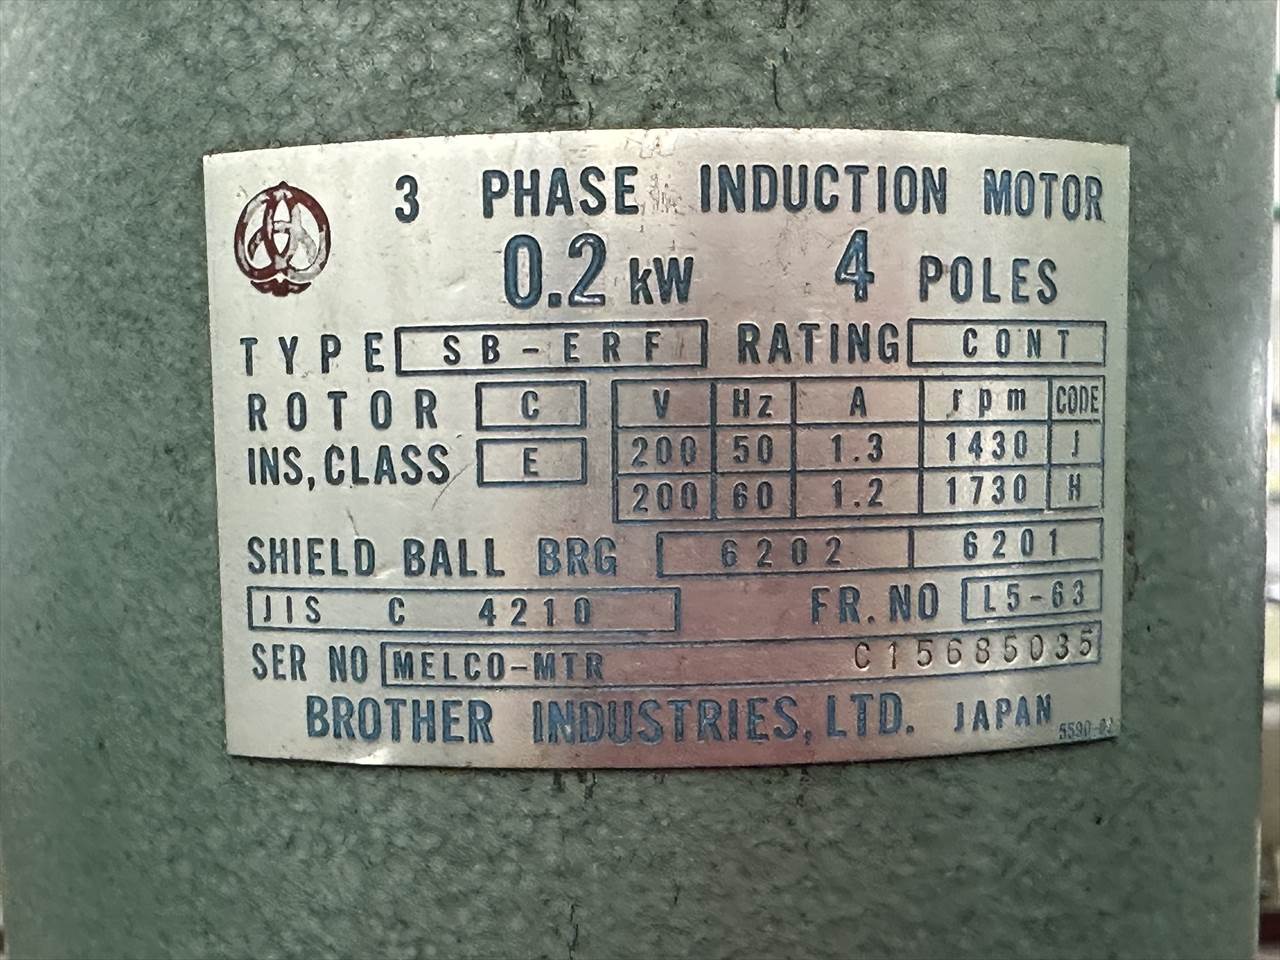 3 PHASE INDUCTION MOTOR
0.2 kW 4 POLES
TYPE SB-ERF RATING CONT
ROTOR C V Hz A rpm CODE
INS, CLASS E 200 50 1.3 1430 J
200 60 1.2 1730 H
SHIELD BALL BRG 6202 6201
JIS C 4210 FR. NO L5-63
SER NO MELCO-MTR C15685035
BROTHER INDUSTRIES, LTD. JAPAN